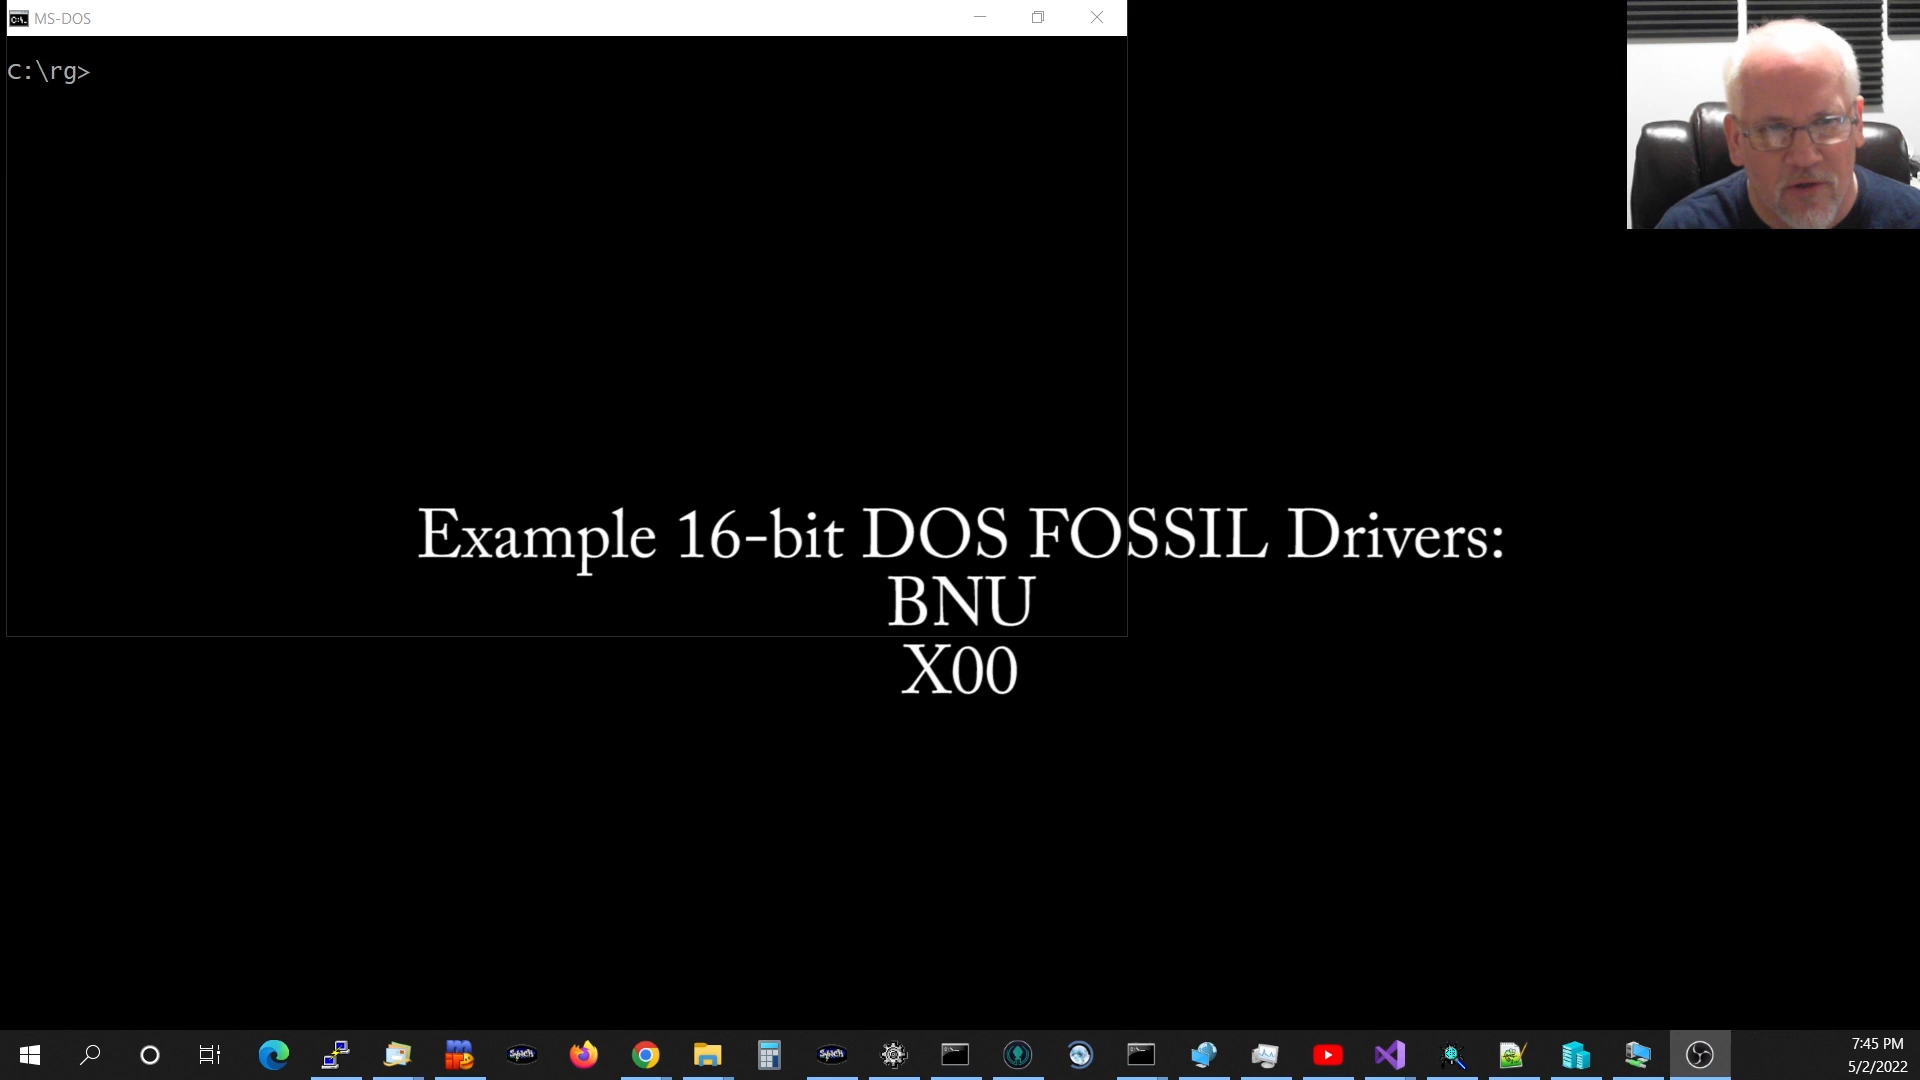 MS-DOS
C:\rg>
Example 16-bit DOS FOSSIL Drivers:
BNU
X00
7:45 PM
5/2/2022